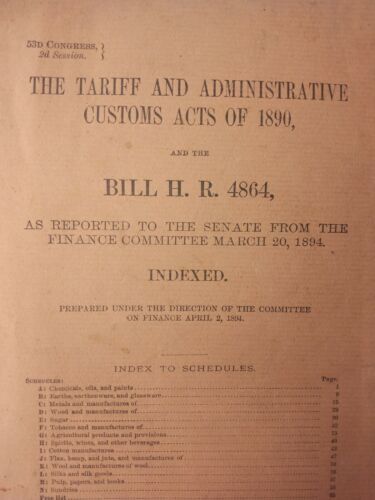 53D CONGRESS, }
2d Session. }
THE TARIFF AND ADMINISTRATIVE
CUSTOMS ACTS OF 1890,
AND THE
BILL H. R. 4864,
AS REPORTED TO THE SENATE FROM THE
FINANCE COMMITTEE MARCH 20, 1894.
INDEXED.
PREPARED UNDER THE DIRECTION OF THE COMMITTEE
ON FINANCE APRIL 2, 1894.
INDEX TO SCHEDULES.
SCHEDULES: Page.
A: Chemicals, oils, and paints 1
B: Earths, earthenware, and glassware
C: Metals and manufactures of
D: Wood and manufactures of
E: Sugar
F: Tobacco and manufactures of
G: Agricultural products and provisions
H: Spirits, wines, and other beverages
I: Cotton manufactures
J: Flax, hemp, and jute, and manufactures of
K: Wool and manufactures of wool
L: Silks and silk goods
M: Pulp, papers, and books
N: Sundries
Free list